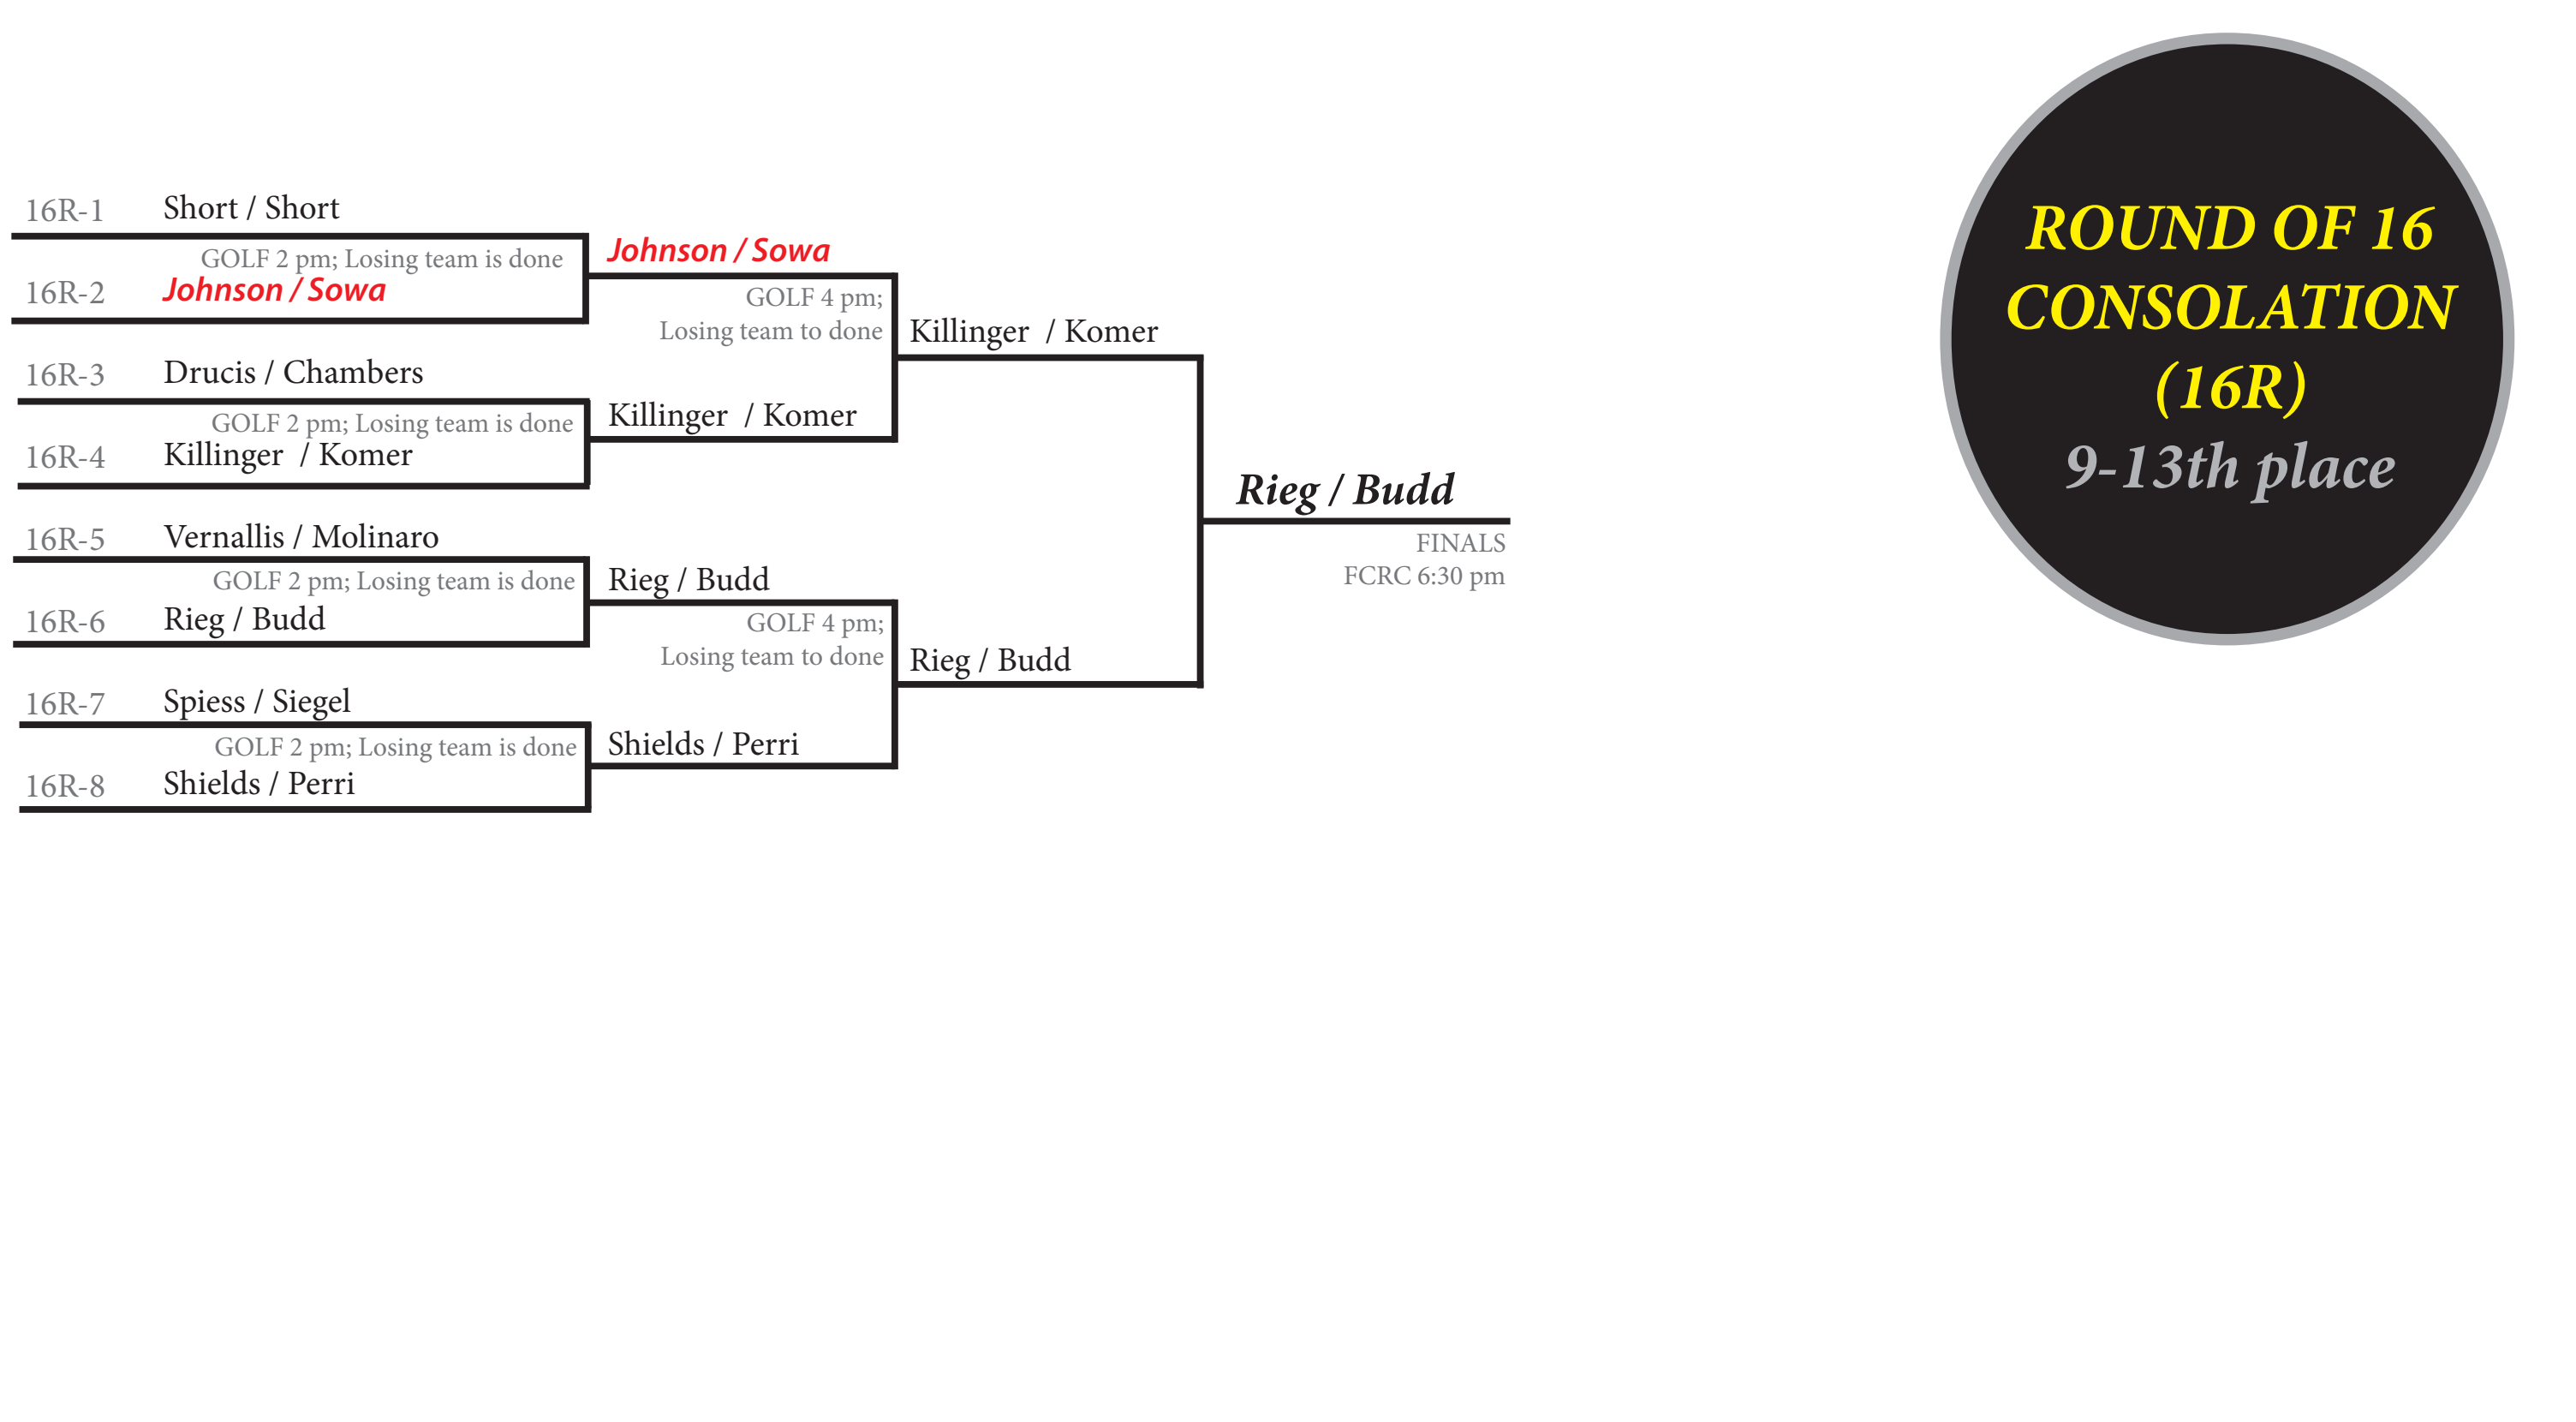 16R-1 Short / Short
GOLF 2 pm; Losing team is done
16R-2 Johnson / Sowa
16R-3 Drucis / Chambers
GOLF 2 pm; Losing team is done
16R-4 Killinger / Komer
16R-5 Vernallis / Molinaro
GOLF 2 pm; Losing team is done
16R-6 Rieg / Budd
16R-7 Spiess / Siegel
GOLF 2 pm; Losing team is done
16R-8 Shields / Perri
Johnson / Sowa
GOLF 4 pm;
Losing team to done
Killinger / Komer
Rieg / Budd
GOLF 4 pm;
Losing team to done
Shields / Perri
Killinger / Komer
Rieg / Budd
Rieg / Budd
FINALS
FCRC 6:30 pm
ROUND OF 16
CONSOLATION
(16R)
9-13th place